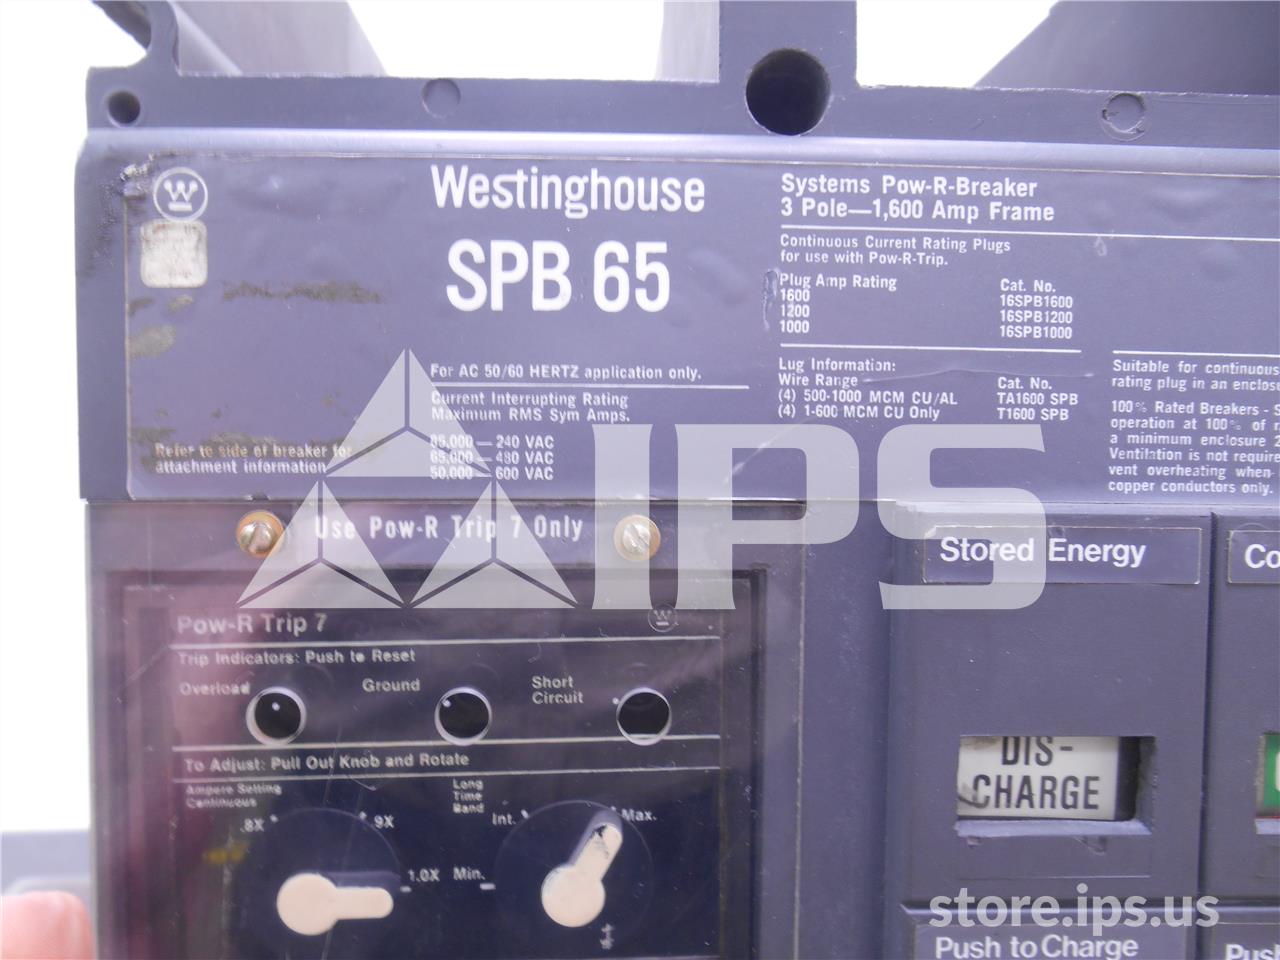 Westinghouse
SPB 65
For AC 50/60 HERTZ application only.
Current Interrupting Rating
Maximum RMS Sym Amps.
85,000 — 240 VAC
65,000 — 480 VAC
50,000 — 600 VAC
Refer to side of breaker for
attachment information
Systems Pow-R-Breaker
3 Pole—1,600 Amp Frame
Continuous Current Rating Plugs
for use with Pow-R-Trip.
Plug Amp Rating Cat. No.
1600 16SPB1600
1200 16SPB1200
1000 16SPB1000
Lug Information:
Wire Range Cat. No.
(4) 500-1000 MCM CU/AL TA1600 SPB
(4) 1-600 MCM CU Only T1600 SPB
Suitable for continuous
rating plug in an enclos
100% Rated Breakers - S
operation at 100% of r
a minimum enclosure 2
Ventilation is not require
vent overheating when
copper conductors only.
IPS
Use Pow-R Trip 7 Only
Pow-R Trip 7
Trip Indicators: Push to Reset
Overload Ground Short
Circuit
To Adjust: Pull Out Knob and Rotate
Ampere Setting
Continuous
Long
Time
Band
.8X .9X Int. Max.
1.0X Min.
Stored Energy
Co
DIS-
CHARGE
store.ips.us
Push to Charge
Pus